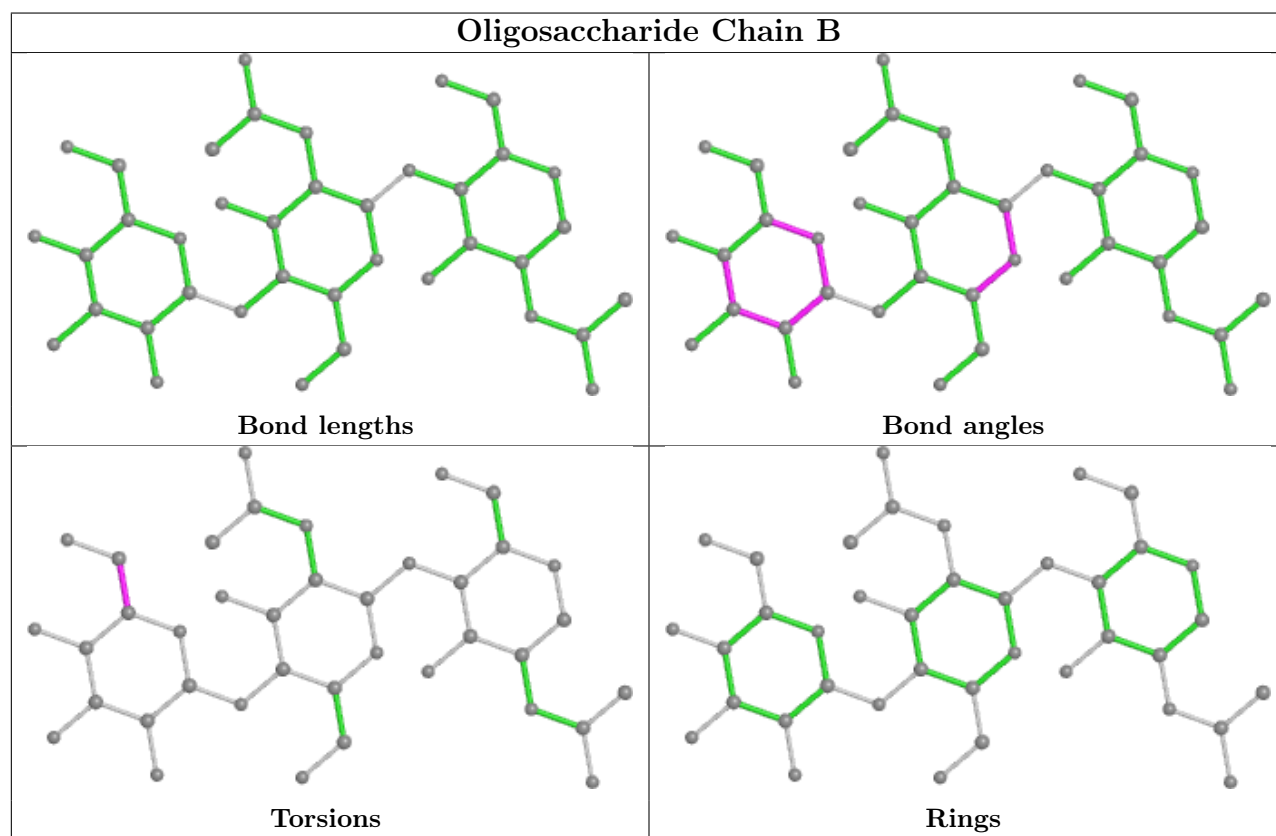 Oligosaccharide Chain B
Bond lengths
Bond angles
Torsions
Rings